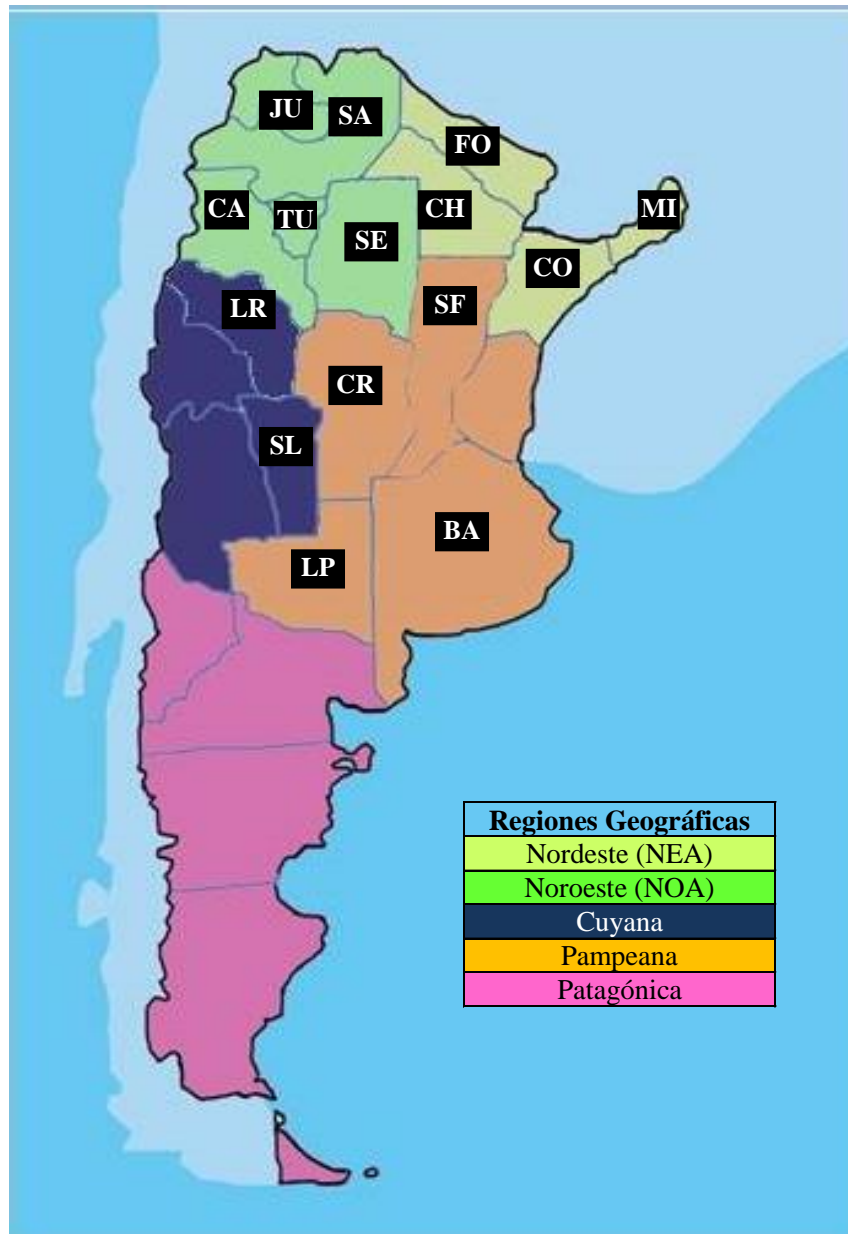 JU
SA
FO
CA
TU
CH
MI
SE
CO
LR
SF
CR
SL
BA
LP
Regiones Geográficas
Nordeste (NEA)
Noroeste (NOA)
Cuyana
Pampeana
Patagónica